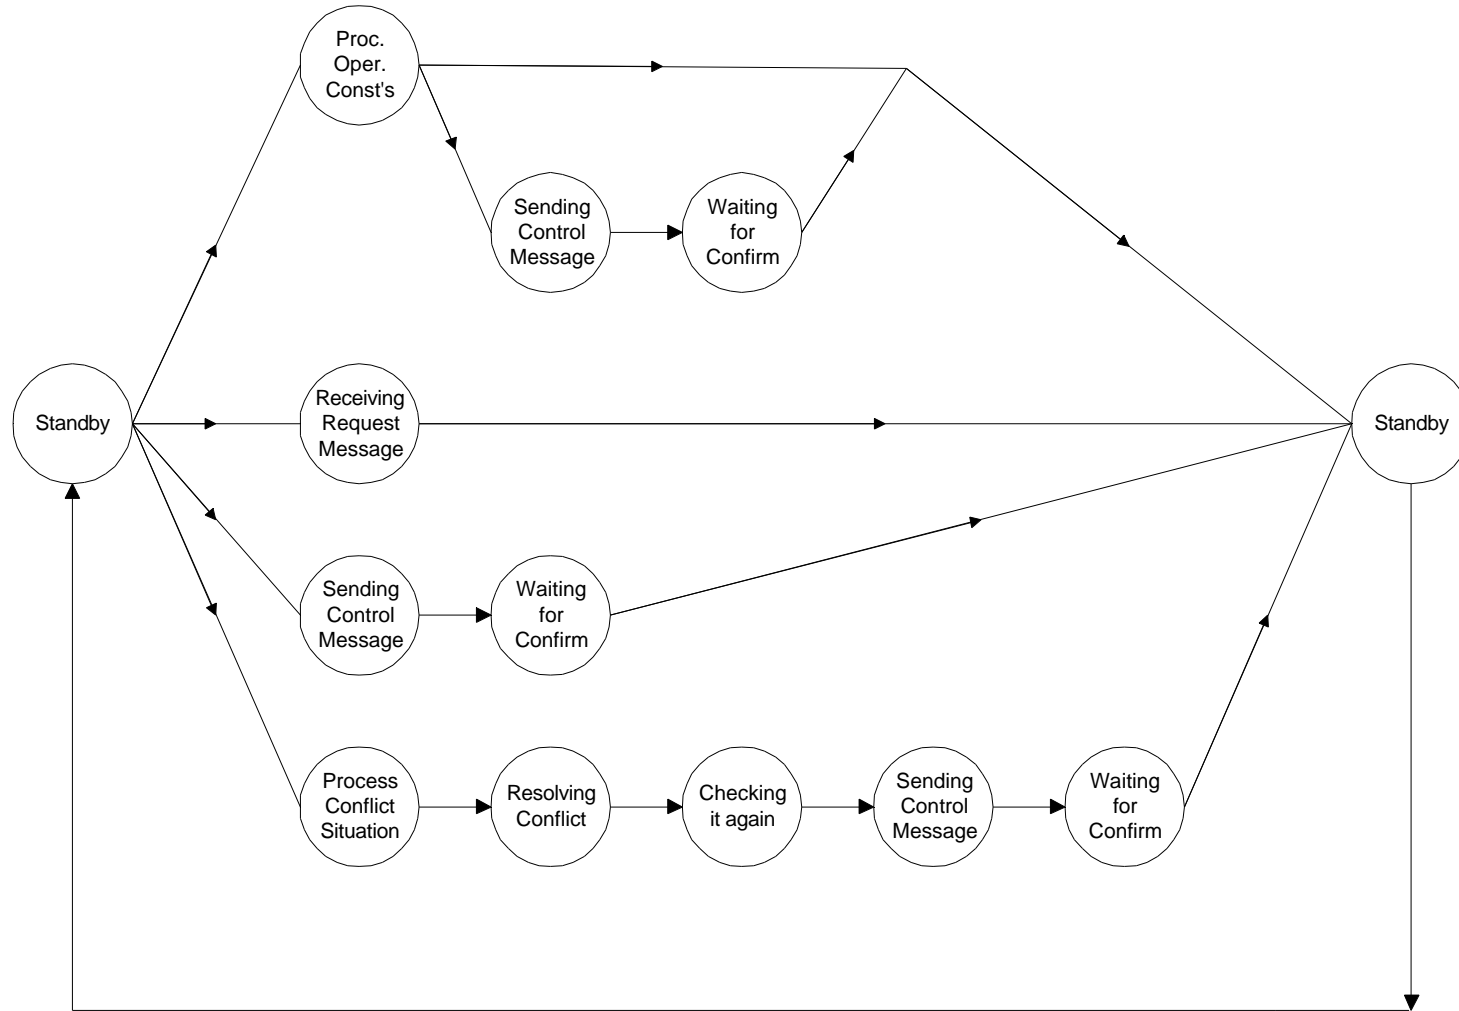 Proc.
Oper.
Const's
Sending
Control
Message
Waiting
for
Confirm
Standby
Receiving
Request
Message
Standby
Sending
Control
Message
Waiting
for
Confirm
Process
Conflict
Situation
Resolving
Conflict
Checking
it again
Sending
Control
Message
Waiting
for
Confirm